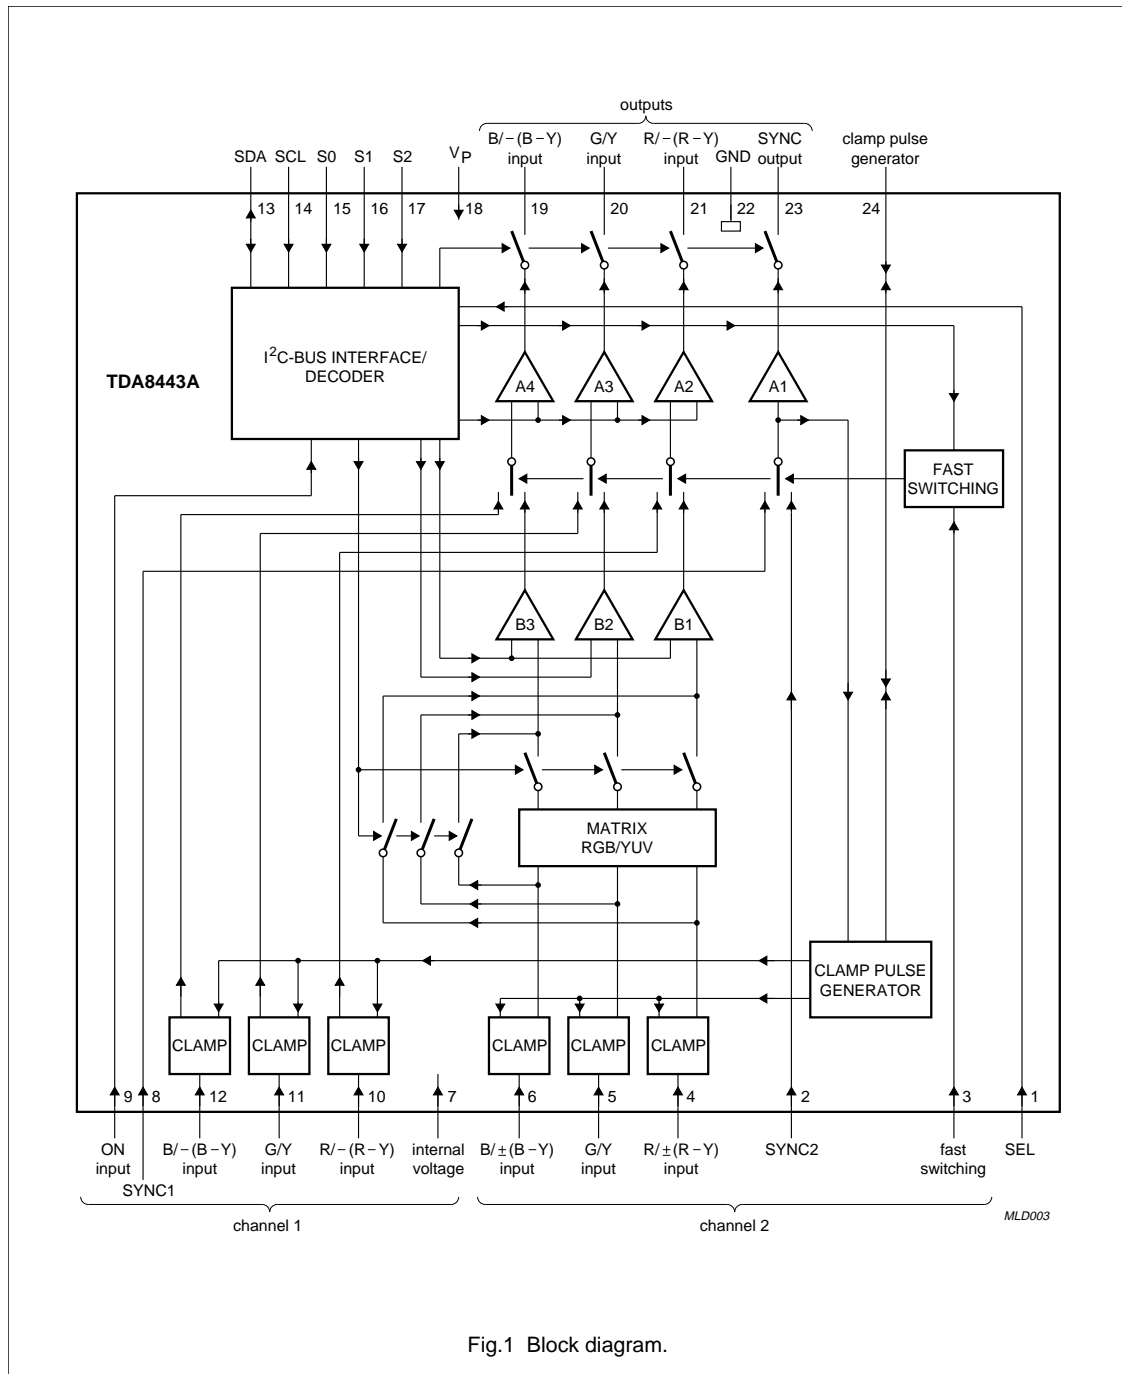 outputs
B/−(B−Y) G/Y R/−(R−Y) SYNC clamp pulse
SDA SCL S0 S1 S2 VP input input input GND output generator
13 14 15 16 17 18 19 20 21 22 23 24
I2C-BUS INTERFACE/
DECODER
TDA8443A
A4 A3 A2 A1
FAST
SWITCHING
B3 B2 B1
MATRIX
RGB/YUV
CLAMP PULSE
GENERATOR
CLAMP CLAMP CLAMP CLAMP CLAMP CLAMP
9 8 12 11 10 7 6 5 4 2 3 1
ON B/−(B−Y) G/Y R/−(R−Y) internal B/±(B−Y) G/Y R/±(R−Y) SYNC2 fast SEL
input input input input voltage input input input switching
SYNC1
channel 1 channel 2
MLD003
Fig.1 Block diagram.